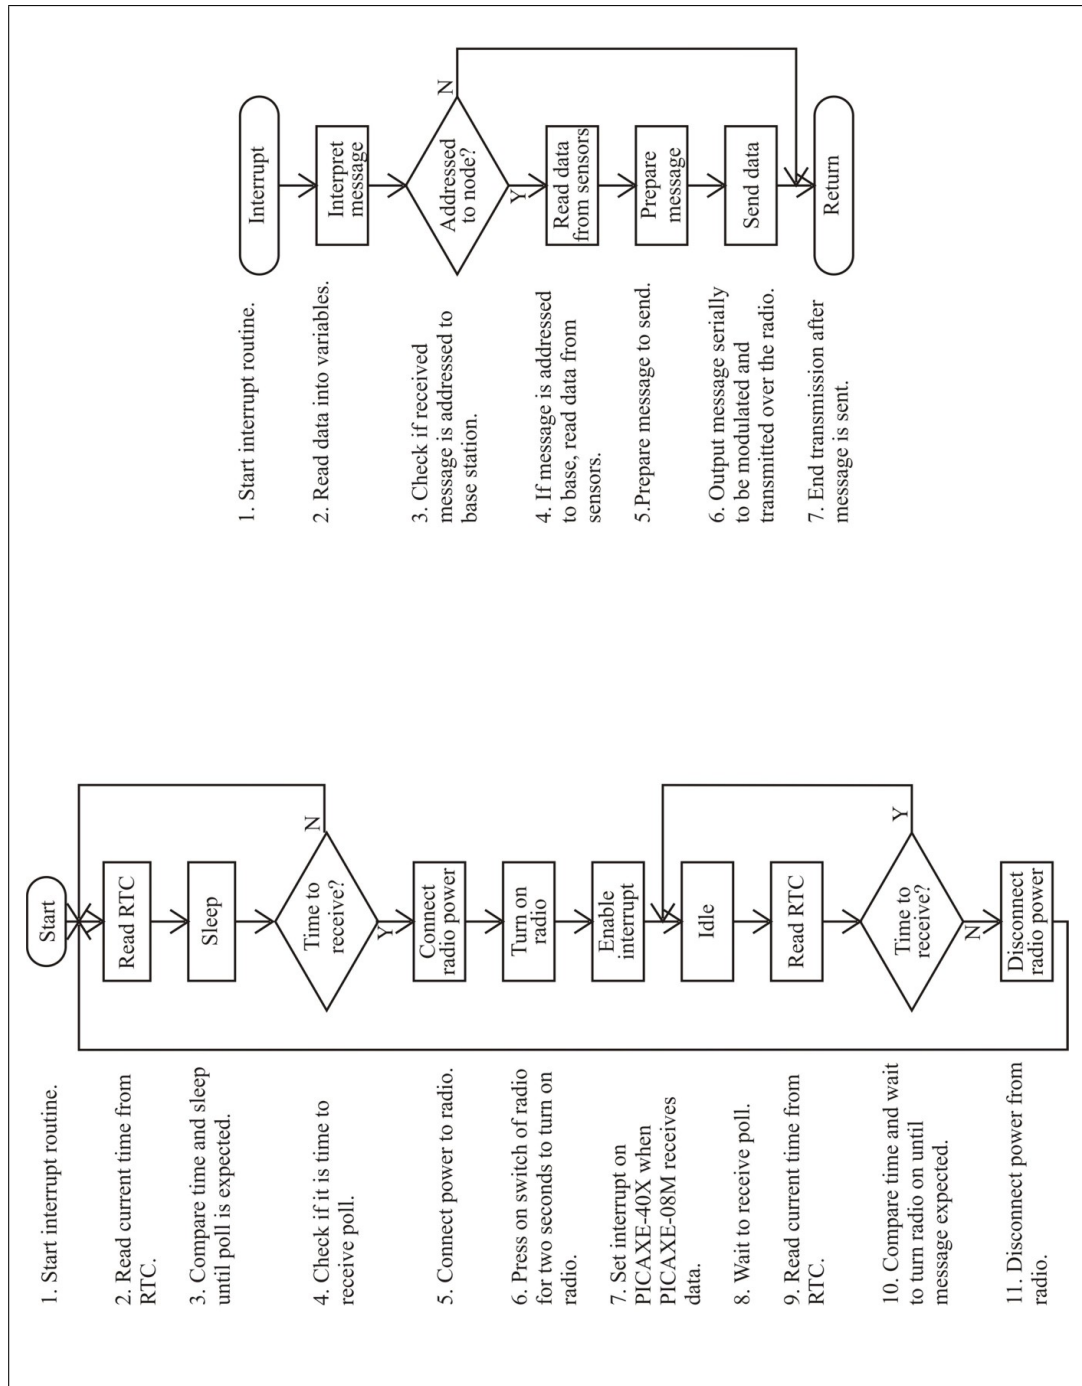 1. Start interrupt routine.
2. Read current time from
RTC.
3. Compare time and sleep
until poll is expected.
4. Check if it is time to
receive poll.
5. Connect power to radio.
6. Press on switch of radio
for two seconds to turn on
radio.
7. Set interrupt on
PICAXE-40X when
PICAXE-08M receives
data.
8. Wait to receive poll.
9. Read current time from
RTC.
10. Compare time and wait
to turn radio on until
message expected.
11. Disconnect power from
radio.
Start
Read RTC
Sleep
Time to
receive?
N
Y
Connect
radio power
Turn on
radio
Enable
interrupt
Idle
Read RTC
Time to
receive?
Y
N
Disconnect
radio power
1. Start interrupt routine.
2. Read data into variables.
3. Check if received
message is addressed to
base station.
4. If message is addressed
to base, read data from
sensors.
5.Prepare message to send.
6. Output message serially
to be modulated and
transmitted over the radio.
7. End transmission after
message is sent.
Interrupt
Interpret
message
Addressed
to node?
N
Y
Read data
from sensors
Prepare
message
Send data
Return